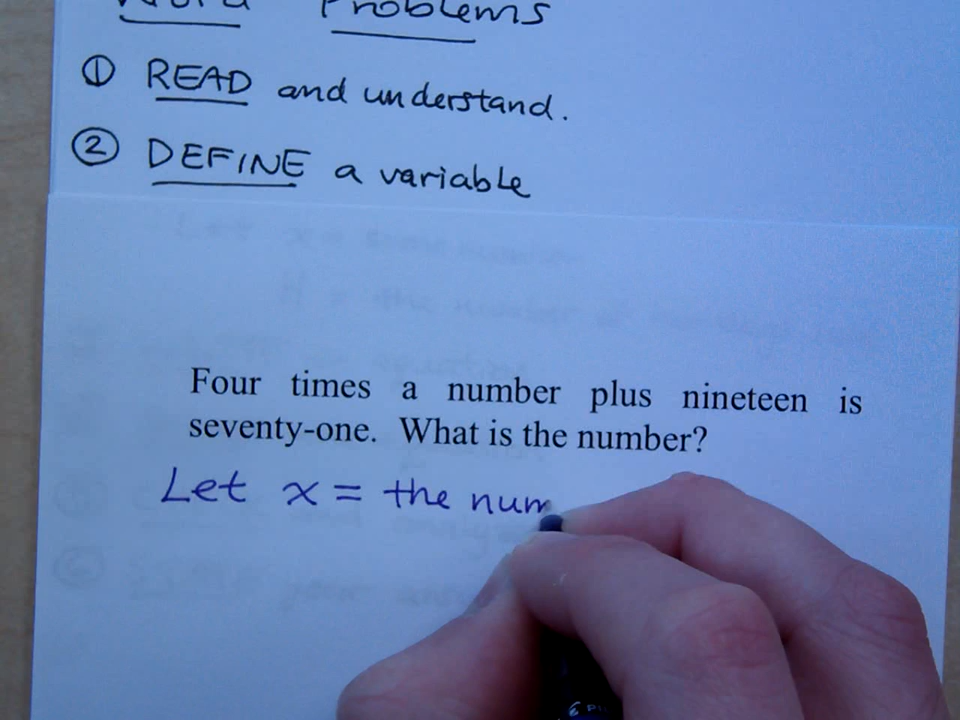 Word Problems
① READ and understand.
② DEFINE a variable
Four times a number plus nineteen is
seventy-one. What is the number?
Let x = the num